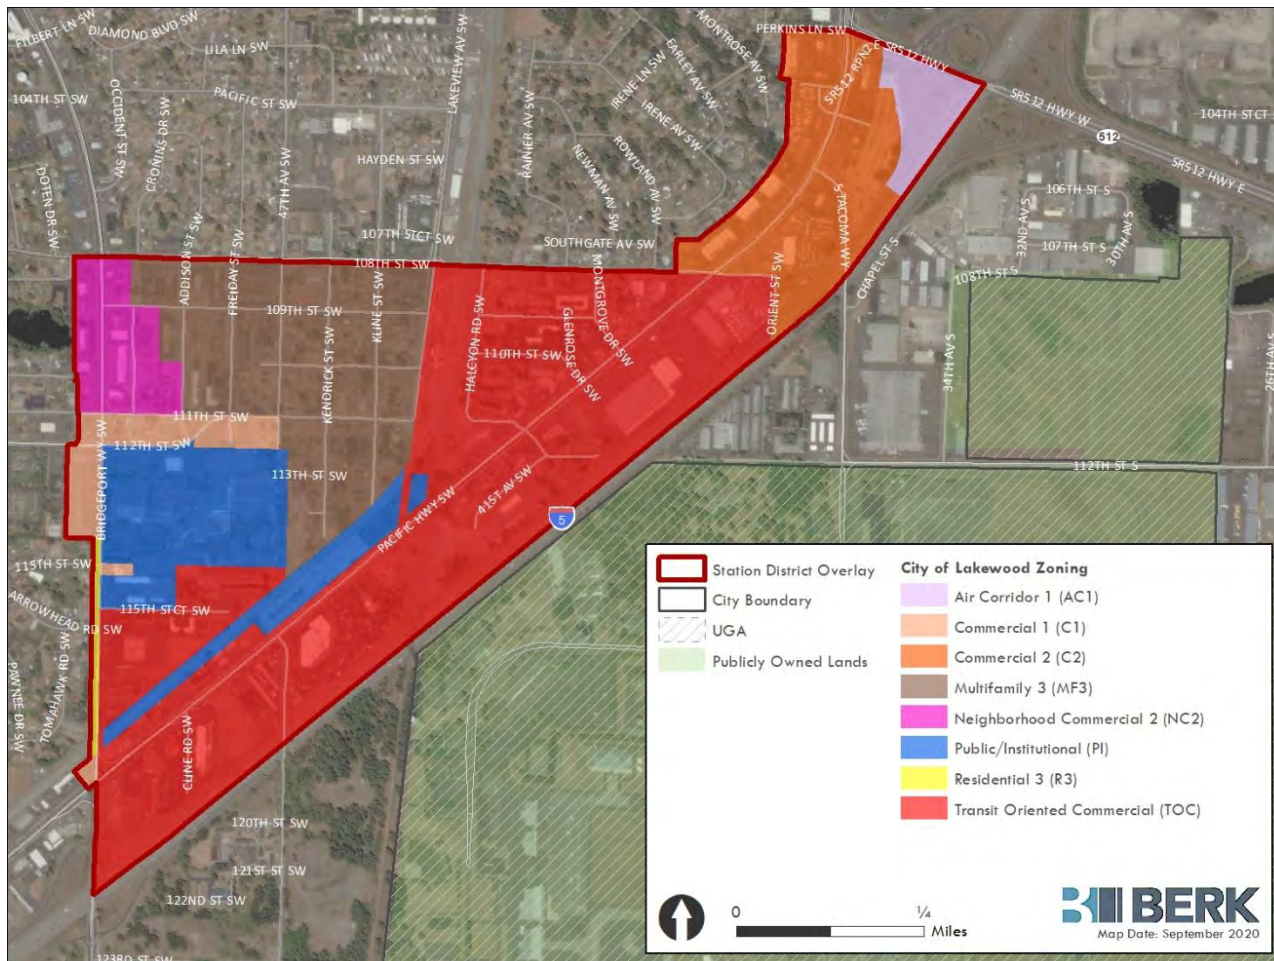 FILBERT LN SW
DIAMOND BLVD SW
LILA LN SW
PACIFIC ST SW
104TH ST SW
OCCIDENT ST SW
CRONINS DR SW
DOTEN DR SW
47TH AV SW
LAKEVIEW AV SW
HAYDEN ST SW
107TH STCT SW
108TH ST SW
RAINIER AV SW
IRENE LN SW
EARLEY AV SW
MONTROSE AV SW
IRENE AV SW
ROWLAND AV SW
NEWMAN AV SW
SOUTHGATE AV SW
PERKINS LN SW
SR512 RPNZ E
SR512 HWY
SR512 HWY W
512
SR512 HWY E
104TH STCT
106TH ST S
32ND AV S
107TH ST S
30TH AV S
108TH ST S
S TACOMA WY
CHAPEL ST S
ORIENT ST SW
34TH AV S
26TH AV S
112TH ST S
ADDISON ST SW
FREIDAY ST SW
109TH ST SW
KLINE ST SW
KENDRICK ST SW
HALCYON RD SW
110TH ST SW
GLENROSE DR SW
MONTGROVE DR SW
111TH ST SW
112TH ST SW
113TH ST SW
BRIDGEPORT WY SW
PACIFIC HWY SW
41ST AV SW
5
115TH ST SW
115TH STCT SW
ARROWHEAD RD SW
TOMAHAWK RD SW
PAWNEE DR SW
CLINE RD SW
120TH ST SW
121ST ST SW
122ND ST SW
123RD ST SW
Station District Overlay
City Boundary
UGA
Publicly Owned Lands
City of Lakewood Zoning
Air Corridor 1 (AC1)
Commercial 1 (C1)
Commercial 2 (C2)
Multifamily 3 (MF3)
Neighborhood Commercial 2 (NC2)
Public/Institutional (PI)
Residential 3 (R3)
Transit Oriented Commercial (TOC)
0
¼
Miles
BERK
Map Date: September 2020